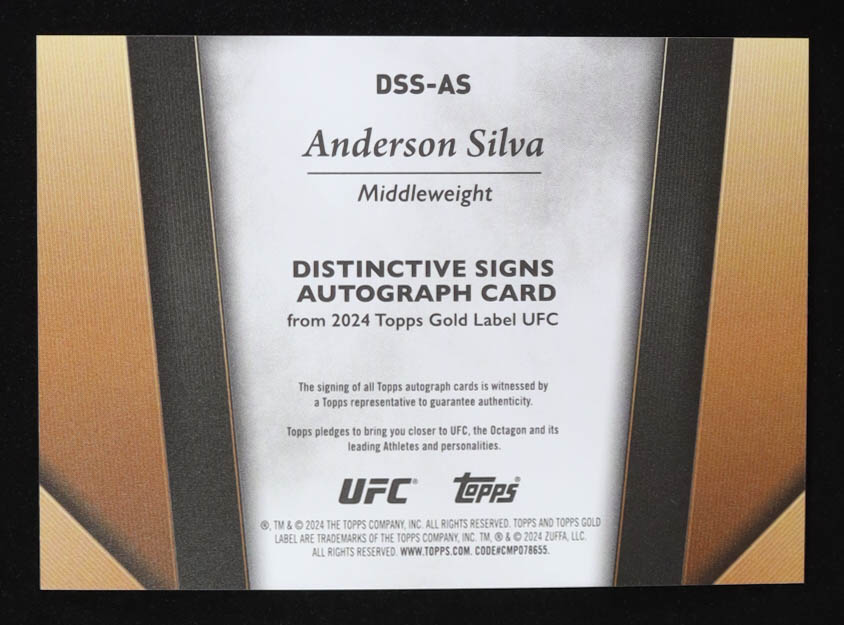 DSS-AS
Anderson Silva
Middleweight
DISTINCTIVE SIGNS
AUTOGRAPH CARD
from 2024 Topps Gold Label UFC
The signing of all Topps autograph cards is witnessed by
a Topps representative to guarantee authenticity.
Topps pledges to bring you closer to UFC, the Octagon and its
leading Athletes and personalities.
UFC® Topps®
®, TM & © 2024 THE TOPPS COMPANY, INC. ALL RIGHTS RESERVED. TOPPS AND TOPPS GOLD
LABEL ARE TRADEMARKS OF THE TOPPS COMPANY, INC. TM, ® & © 2024 ZUFFA, LLC.
ALL RIGHTS RESERVED. WWW.TOPPS.COM. CODE#CMP078655.